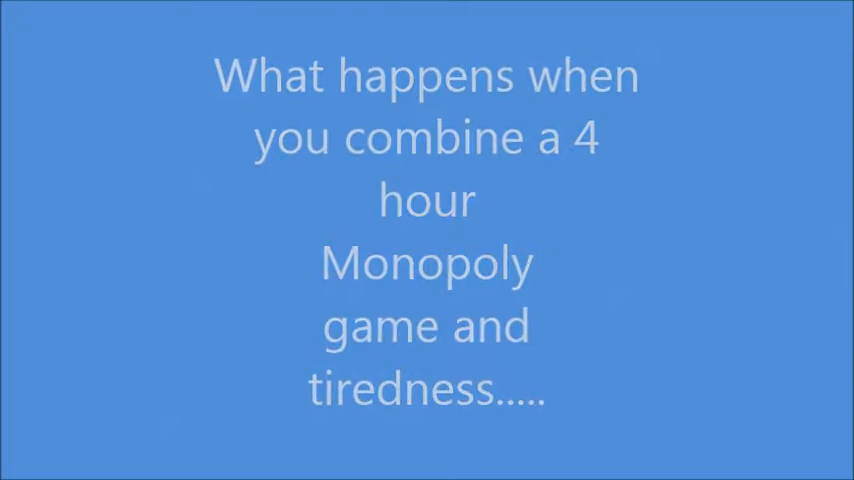 What happens when
you combine a 4
hour
Monopoly
game and
tiredness.....